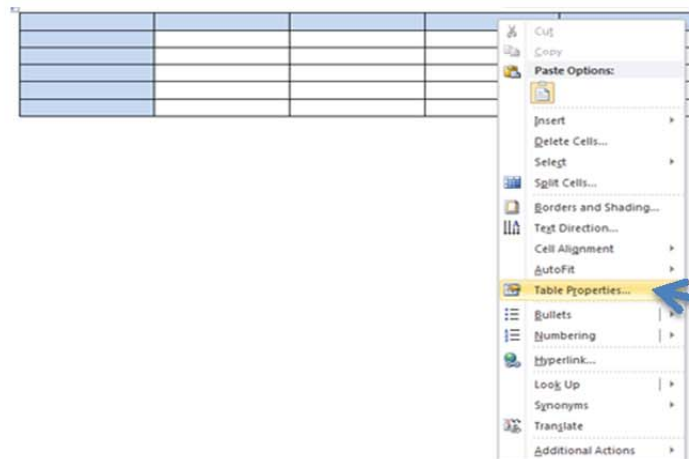 Cut
Copy
Paste Options:
Insert
Delete Cells...
Select
Split Cells...
Borders and Shading...
Text Direction...
Cell Alignment
AutoFit
Table Properties...
Bullets
Numbering
Hyperlink...
Look Up
Synonyms
Translate
Additional Actions